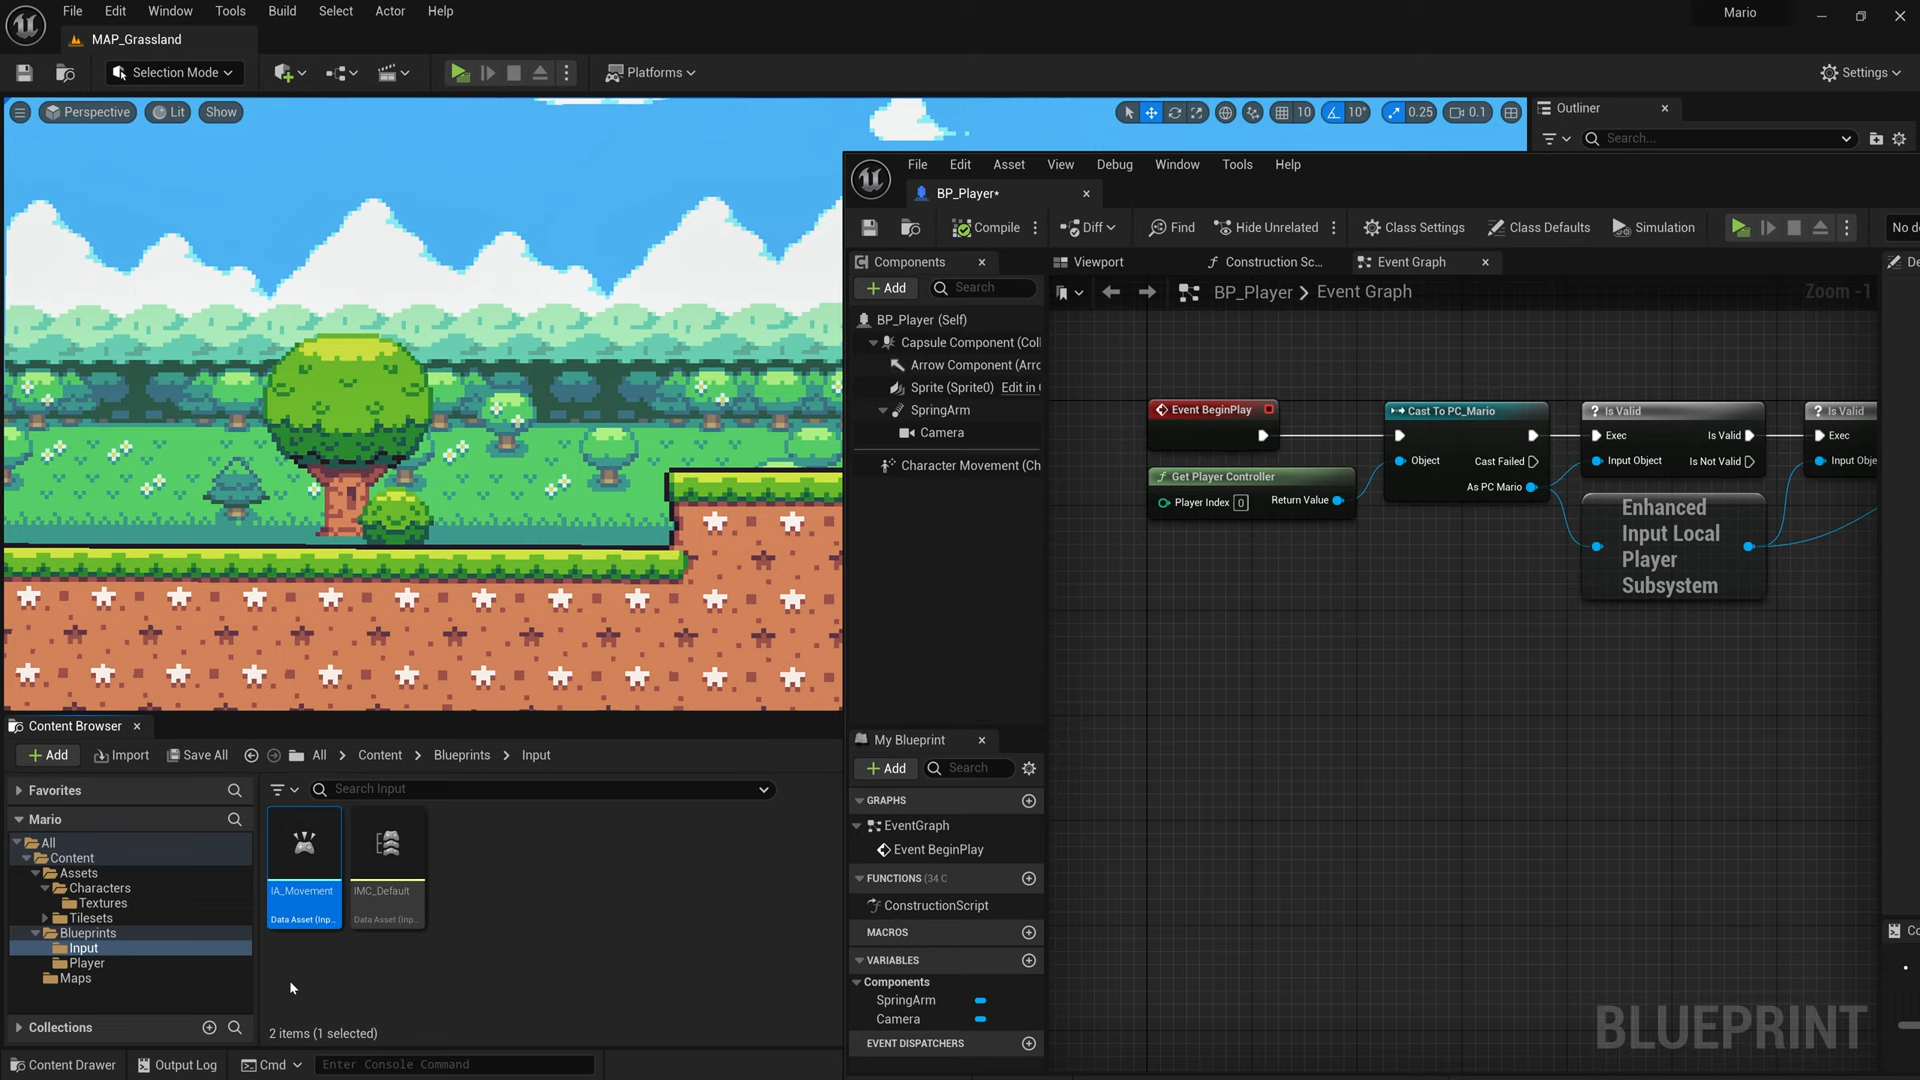 File Edit Window Tools Build Select Actor Help
Mario
MAP_Grassland
Selection Mode
Platforms
Settings
Perspective Lit Show
10 10° 0.25 0.1
Outliner
Search...
File Edit Asset View Debug Window Tools Help
BP_Player*
Compile Diff Find Hide Unrelated Class Settings Class Defaults Simulation
Components
Viewport Construction Sc... Event Graph
Add Search
BP_Player > Event Graph
Zoom -1
BP_Player (Self)
Capsule Component (Coll
Arrow Component (Arro
Sprite (Sprite0) Edit in
SpringArm
Camera
Character Movement (Ch
Event BeginPlay
Get Player Controller
Player Index 0 Return Value
Cast To PC_Mario
Object Cast Failed
As PC Mario
Is Valid
Exec Is Valid
Input Object Is Not Valid
Enhanced
Input Local
Player
Subsystem
Is Valid
Exec
Input Obje
BLUEPRINT
My Blueprint
Add Search
GRAPHS
EventGraph
Event BeginPlay
FUNCTIONS (34 O
ConstructionScript
MACROS
VARIABLES
Components
SpringArm
Camera
EVENT DISPATCHERS
Content Browser
Add Import Save All All > Content > Blueprints > Input
Favorites
Search Input
Mario
All
Content
Assets
Characters
Textures
Tilesets
Blueprints
Input
Player
Maps
Collections
IA_Movement
Data Asset (Inp...
IMC_Default
Data Asset (Inp...
2 items (1 selected)
Content Drawer Output Log Cmd Enter Console Command